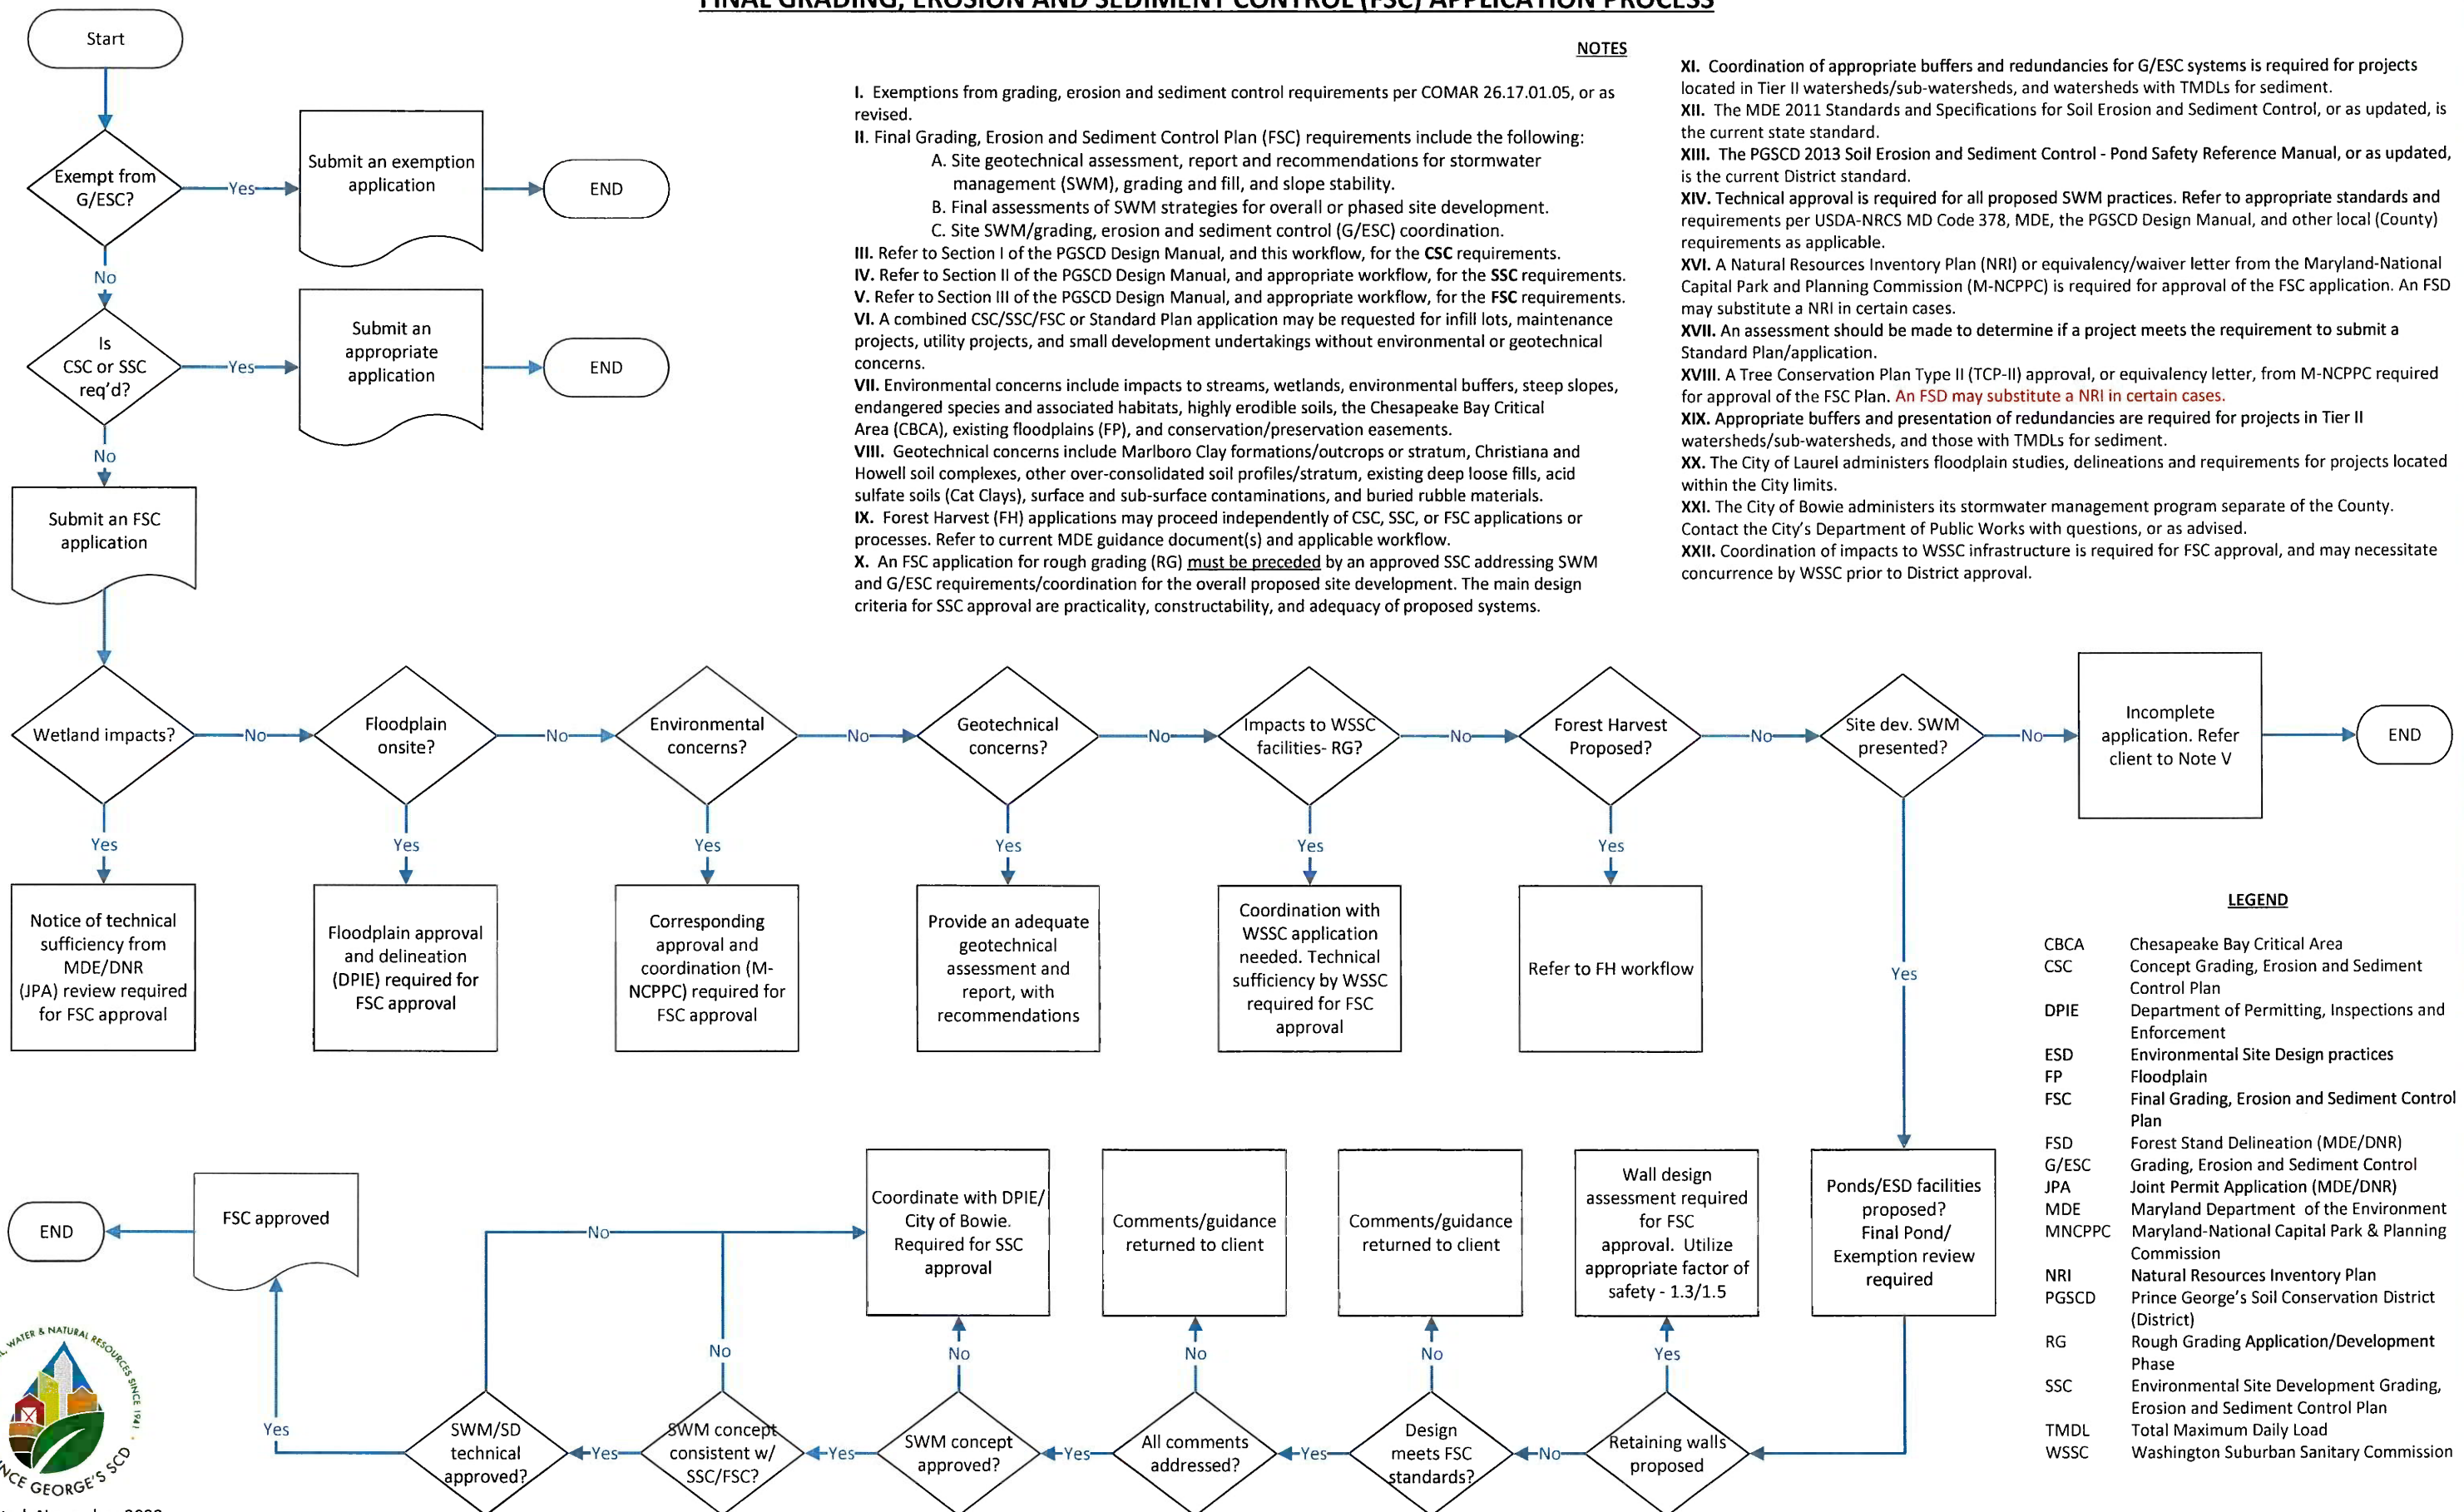 FINAL GRADING, EROSION AND SEDIMENT CONTROL (FSC) APPLICATION PROCESS
Start
Exempt from
G/ESC?
Yes
Submit an exemption
application
END
No
Is
CSC or SSC
req'd?
Yes
Submit an
appropriate
application
END
No
Submit an FSC
application
NOTES
I. Exemptions from grading, erosion and sediment control requirements per COMAR 26.17.01.05, or as
revised.
II. Final Grading, Erosion and Sediment Control Plan (FSC) requirements include the following:
A. Site geotechnical assessment, report and recommendations for stormwater
management (SWM), grading and fill, and slope stability.
B. Final assessments of SWM strategies for overall or phased site development.
C. Site SWM/grading, erosion and sediment control (G/ESC) coordination.
III. Refer to Section I of the PGSCD Design Manual, and this workflow, for the CSC requirements.
IV. Refer to Section II of the PGSCD Design Manual, and appropriate workflow, for the SSC requirements.
V. Refer to Section III of the PGSCD Design Manual, and appropriate workflow, for the FSC requirements.
VI. A combined CSC/SSC/FSC or Standard Plan application may be requested for infill lots, maintenance
projects, utility projects, and small development undertakings without environmental or geotechnical
concerns.
VII. Environmental concerns include impacts to streams, wetlands, environmental buffers, steep slopes,
endangered species and associated habitats, highly erodible soils, the Chesapeake Bay Critical
Area (CBCA), existing floodplains (FP), and conservation/preservation easements.
VIII. Geotechnical concerns include Marlboro Clay formations/outcrops or stratum, Christiana and
Howell soil complexes, other over-consolidated soil profiles/stratum, existing deep loose fills, acid
sulfate soils (Cat Clays), surface and sub-surface contaminations, and buried rubble materials.
IX. Forest Harvest (FH) applications may proceed independently of CSC, SSC, or FSC applications or
processes. Refer to current MDE guidance document(s) and applicable workflow.
X. An FSC application for rough grading (RG) must be preceded by an approved SSC addressing SWM
and G/ESC requirements/coordination for the overall proposed site development. The main design
criteria for SSC approval are practicality, constructability, and adequacy of proposed systems.
XI. Coordination of appropriate buffers and redundancies for G/ESC systems is required for projects
located in Tier II watersheds/sub-watersheds, and watersheds with TMDLs for sediment.
XII. The MDE 2011 Standards and Specifications for Soil Erosion and Sediment Control, or as updated, is
the current state standard.
XIII. The PGSCD 2013 Soil Erosion and Sediment Control - Pond Safety Reference Manual, or as updated,
is the current District standard.
XIV. Technical approval is required for all proposed SWM practices. Refer to appropriate standards and
requirements per USDA-NRCS MD Code 378, MDE, the PGSCD Design Manual, and other local (County)
requirements as applicable.
XVI. A Natural Resources Inventory Plan (NRI) or equivalency/waiver letter from the Maryland-National
Capital Park and Planning Commission (M-NCPPC) is required for approval of the FSC application. An FSD
may substitute a NRI in certain cases.
XVII. An assessment should be made to determine if a project meets the requirement to submit a
Standard Plan/application.
XVIII. A Tree Conservation Plan Type II (TCP-II) approval, or equivalency letter, from M-NCPPC required
for approval of the FSC Plan. An FSD may substitute a NRI in certain cases.
XIX. Appropriate buffers and presentation of redundancies are required for projects in Tier II
watersheds/sub-watersheds, and those with TMDLs for sediment.
XX. The City of Laurel administers floodplain studies, delineations and requirements for projects located
within the City limits.
XXI. The City of Bowie administers its stormwater management program separate of the County.
Contact the City's Department of Public Works with questions, or as advised.
XXII. Coordination of impacts to WSSC infrastructure is required for FSC approval, and may necessitate
concurrence by WSSC prior to District approval.
Wetland impacts?
No
Floodplain
onsite?
No
Environmental
concerns?
No
Geotechnical
concerns?
No
Impacts to WSSC
facilities- RG?
No
Forest Harvest
Proposed?
No
Site dev. SWM
presented?
No
Incomplete
application. Refer
client to Note V
END
Yes
Yes
Yes
Yes
Yes
Yes
Yes
Notice of technical
sufficiency from
MDE/DNR
(JPA) review required
for FSC approval
Floodplain approval
and delineation
(DPIE) required for
FSC approval
Corresponding
approval and
coordination (M-
NCPPC) required for
FSC approval
Provide an adequate
geotechnical
assessment and
report, with
recommendations
Coordination with
WSSC application
needed. Technical
sufficiency by WSSC
required for FSC
approval
Refer to FH workflow
LEGEND
CBCA Chesapeake Bay Critical Area
CSC Concept Grading, Erosion and Sediment
Control Plan
DPIE Department of Permitting, Inspections and
Enforcement
ESD Environmental Site Design practices
FP Floodplain
FSC Final Grading, Erosion and Sediment Control
Plan
FSD Forest Stand Delineation (MDE/DNR)
G/ESC Grading, Erosion and Sediment Control
JPA Joint Permit Application (MDE/DNR)
MDE Maryland Department of the Environment
MNCPPC Maryland-National Capital Park & Planning
Commission
NRI Natural Resources Inventory Plan
PGSCD Prince George's Soil Conservation District
(District)
RG Rough Grading Application/Development
Phase
SSC Environmental Site Development Grading,
Erosion and Sediment Control Plan
TMDL Total Maximum Daily Load
WSSC Washington Suburban Sanitary Commission
END
FSC approved
No
Coordinate with DPIE/
City of Bowie.
Required for SSC
approval
Comments/guidance
returned to client
Comments/guidance
returned to client
Wall design
assessment required
for FSC
approval. Utilize
appropriate factor of
safety - 1.3/1.5
Ponds/ESD facilities
proposed?
Final Pond/
Exemption review
required
Yes
No
No
No
No
Yes
SWM/SD
technical
approved?
Yes
SWM concept
consistent w/
SSC/FSC?
Yes
SWM concept
approved?
Yes
All comments
addressed?
Yes
Design
meets FSC
standards?
No
Retaining walls
proposed
WATER & NATURAL RESOURCES SINCE 1941
GEORGE'S SCD